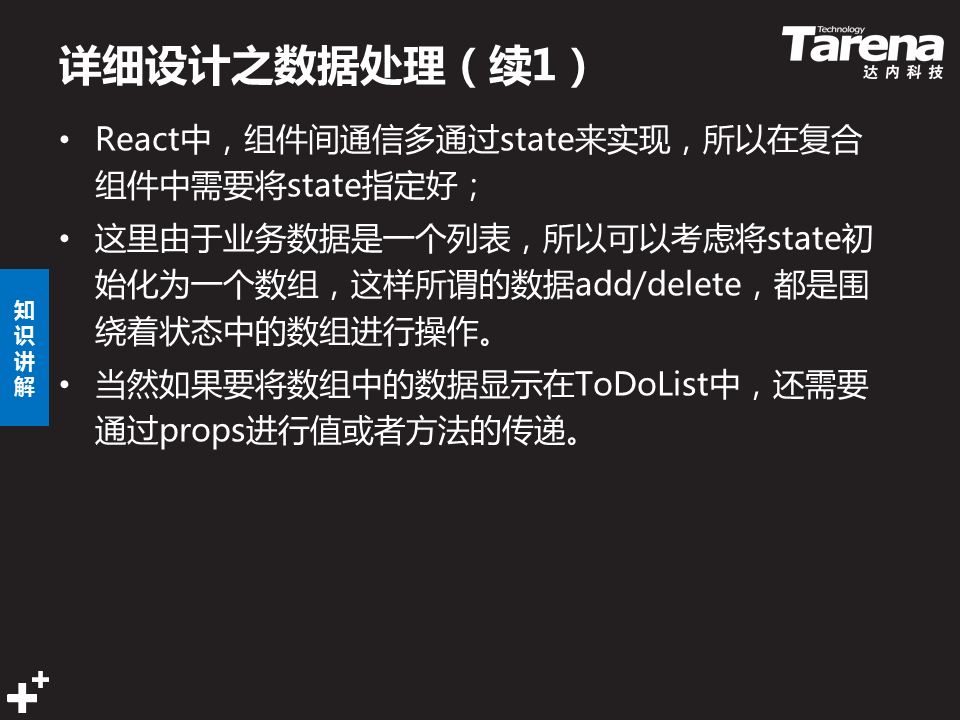 详细设计之数据处理（续1）
Technology
Tarena
达内科技
• React中，组件间通信多通过state来实现，所以在复合
组件中需要将state指定好；
• 这里由于业务数据是一个列表，所以可以考虑将state初
始化为一个数组，这样所谓的数据add/delete，都是围
绕着状态中的数组进行操作。
• 当然如果要将数组中的数据显示在ToDoList中，还需要
通过props进行值或者方法的传递。
知
识
讲
解